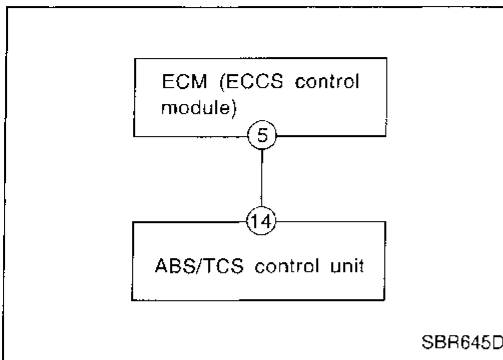 ECM (ECCS control
module)
5
14
ABS/TCS control unit
SBR645D